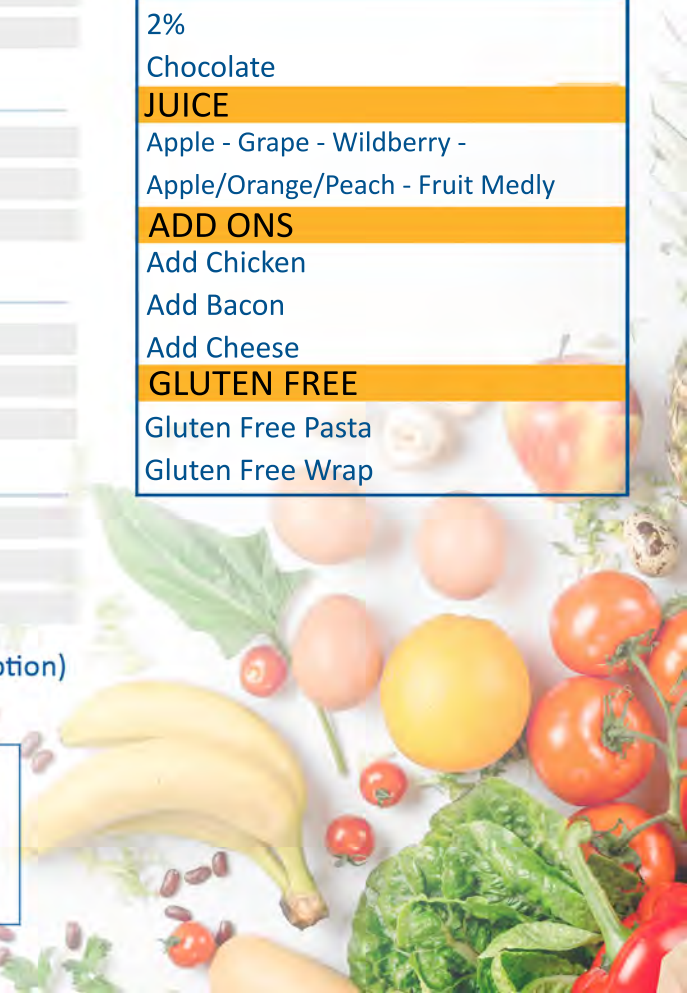 2%
Chocolate
JUICE
Apple - Grape - Wildberry -
Apple/Orange/Peach - Fruit Medly
ADD ONS
Add Chicken
Add Bacon
Add Cheese
GLUTEN FREE
Gluten Free Pasta
Gluten Free Wrap